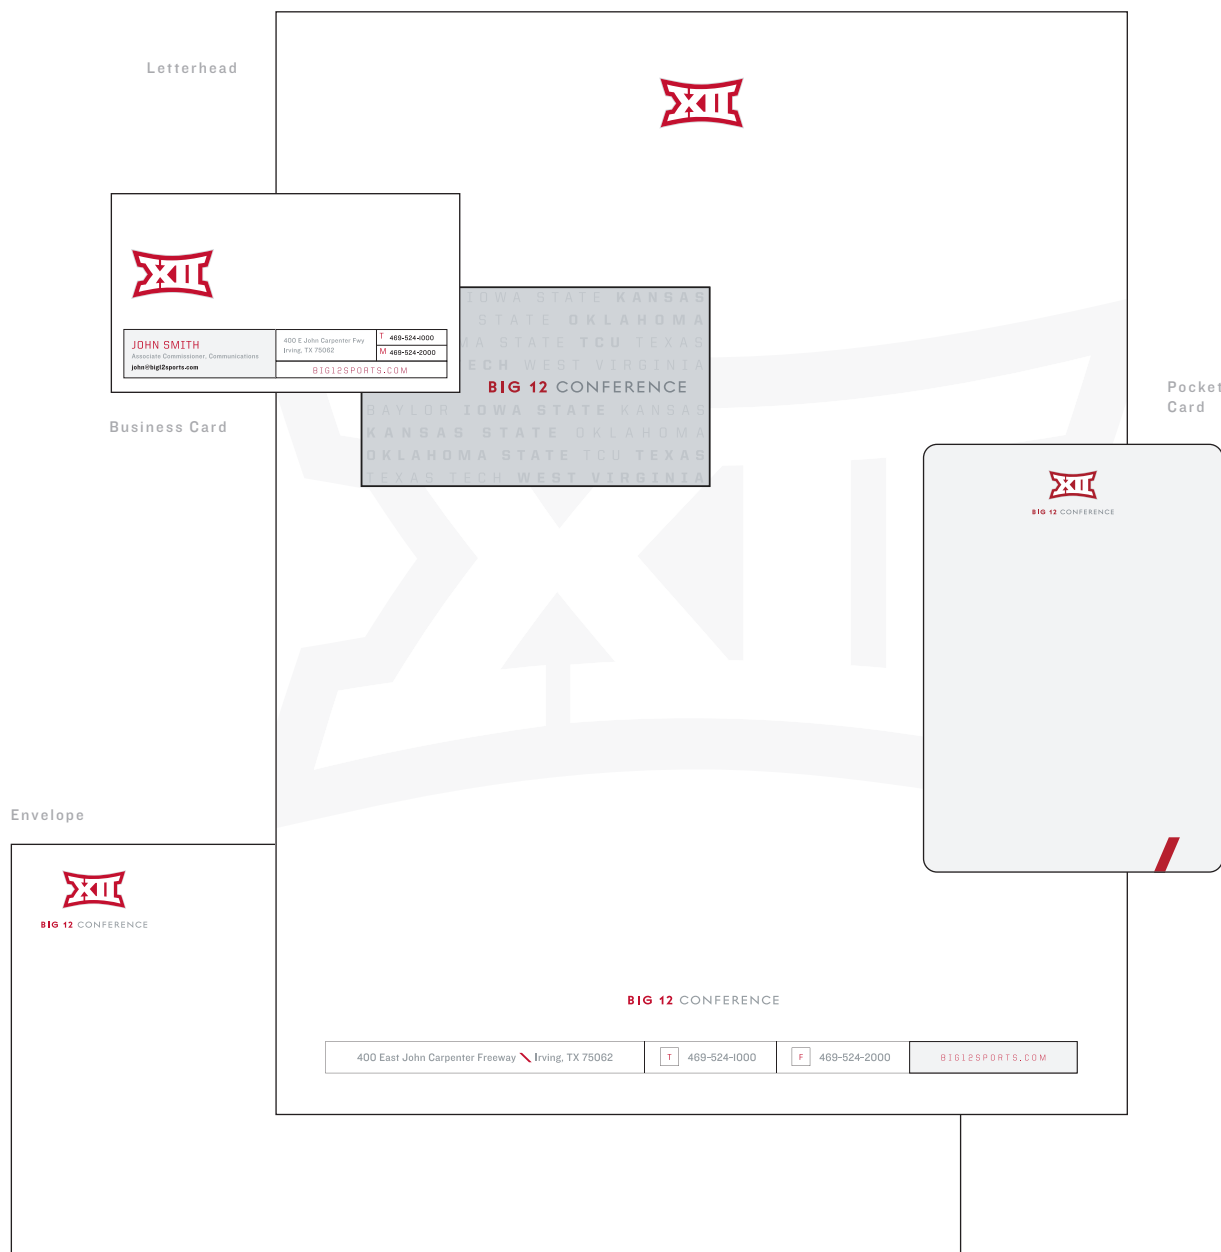 Letterhead
XII
XII
JOHN SMITH
Associate Commissioner, Communications
john@big12sports.com
400 E John Carpenter Fwy
Irving, TX 75062
T 469-524-1000
M 469-524-2000
BIG12SPORTS.COM
Business Card
IOWA STATE KANSAS
STATE OKLAHOMA
MA STATE TCU TEXAS
ECH WEST VIRGINIA
BIG 12 CONFERENCE
BAYLOR IOWA STATE KANSAS
KANSAS STATE OKLAHOMA
OKLAHOMA STATE TCU TEXAS
TEXAS TECH WEST VIRGINIA
Pocket
Card
XII
BIG 12 CONFERENCE
Envelope
XII
BIG 12 CONFERENCE
BIG 12 CONFERENCE
400 East John Carpenter Freeway \ Irving, TX 75062
T 469-524-1000
F 469-524-2000
BIG12SPORTS.COM